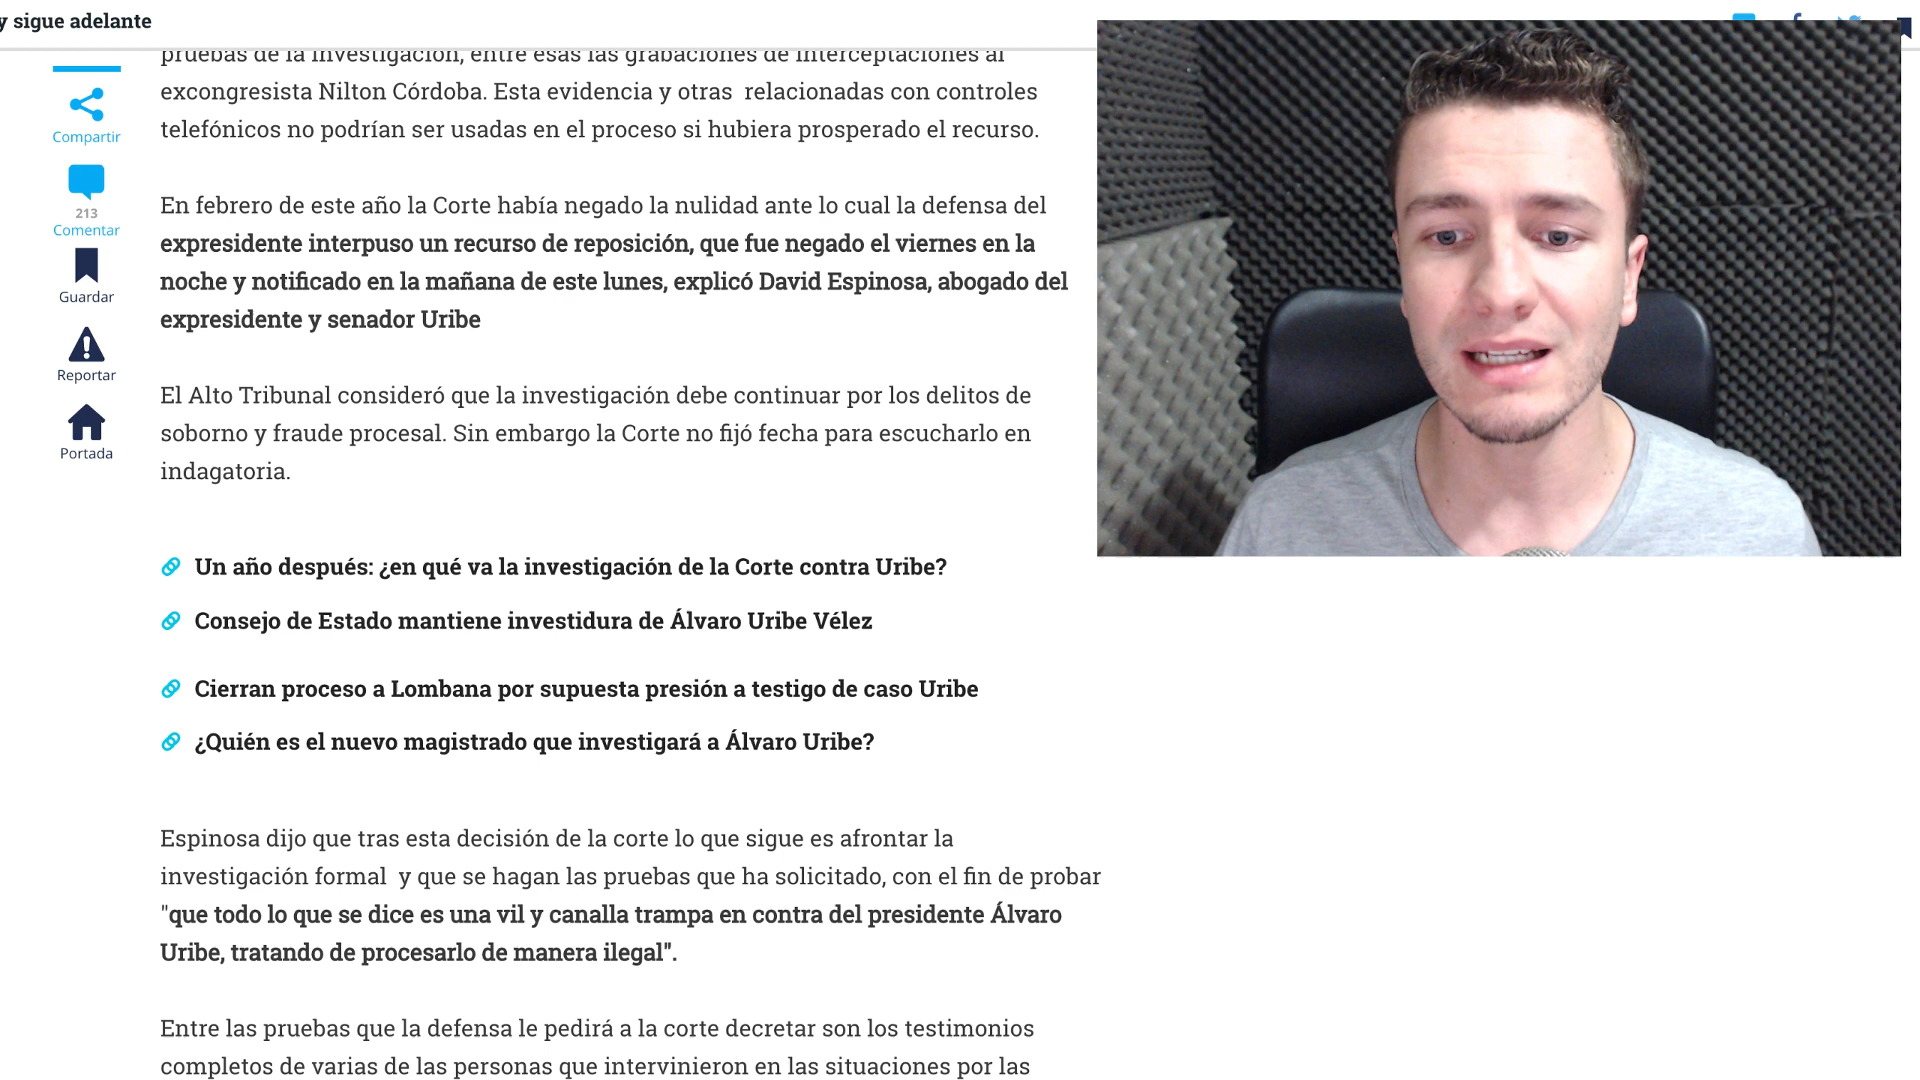 y sigue adelante
Compartir
213
Comentar
Guardar
Reportar
Portada
pruebas de la investigación, entre esas las grabaciones de interceptaciones al
excongresista Nilton Córdoba. Esta evidencia y otras  relacionadas con controles
telefónicos no podrían ser usadas en el proceso si hubiera prosperado el recurso.
En febrero de este año la Corte había negado la nulidad ante lo cual la defensa del
expresidente interpuso un recurso de reposición, que fue negado el viernes en la
noche y notificado en la mañana de este lunes, explicó David Espinosa, abogado del
expresidente y senador Uribe
El Alto Tribunal consideró que la investigación debe continuar por los delitos de
soborno y fraude procesal. Sin embargo la Corte no fijó fecha para escucharlo en
indagatoria.
Un año después: ¿en qué va la investigación de la Corte contra Uribe?
Consejo de Estado mantiene investidura de Álvaro Uribe Vélez
Cierran proceso a Lombana por supuesta presión a testigo de caso Uribe
¿Quién es el nuevo magistrado que investigará a Álvaro Uribe?
Espinosa dijo que tras esta decisión de la corte lo que sigue es afrontar la
investigación formal  y que se hagan las pruebas que ha solicitado, con el fin de probar
"que todo lo que se dice es una vil y canalla trampa en contra del presidente Álvaro
Uribe, tratando de procesarlo de manera ilegal".
Entre las pruebas que la defensa le pedirá a la corte decretar son los testimonios
completos de varias de las personas que intervinieron en las situaciones por las